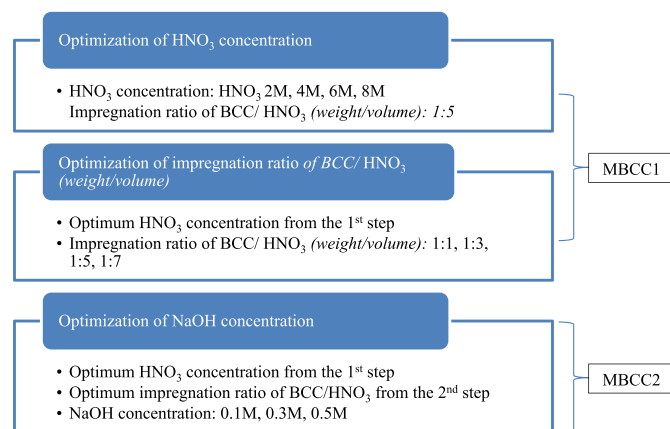 Optimization of HNO₃ concentration
• HNO₃ concentration: HNO₃ 2M, 4M, 6M, 8M
Impregnation ratio of BCC/ HNO₃ (weight/volume): 1:5
MBCC1
Optimization of impregnation ratio of BCC/ HNO₃
(weight/volume)
• Optimum HNO₃ concentration from the 1st step
• Impregnation ratio of BCC/ HNO₃ (weight/volume): 1:1, 1:3,
1:5, 1:7
Optimization of NaOH concentration
• Optimum HNO₃ concentration from the 1st step
• Optimum impregnation ratio of BCC/HNO₃ from the 2nd step
• NaOH concentration: 0.1M, 0.3M, 0.5M
MBCC2